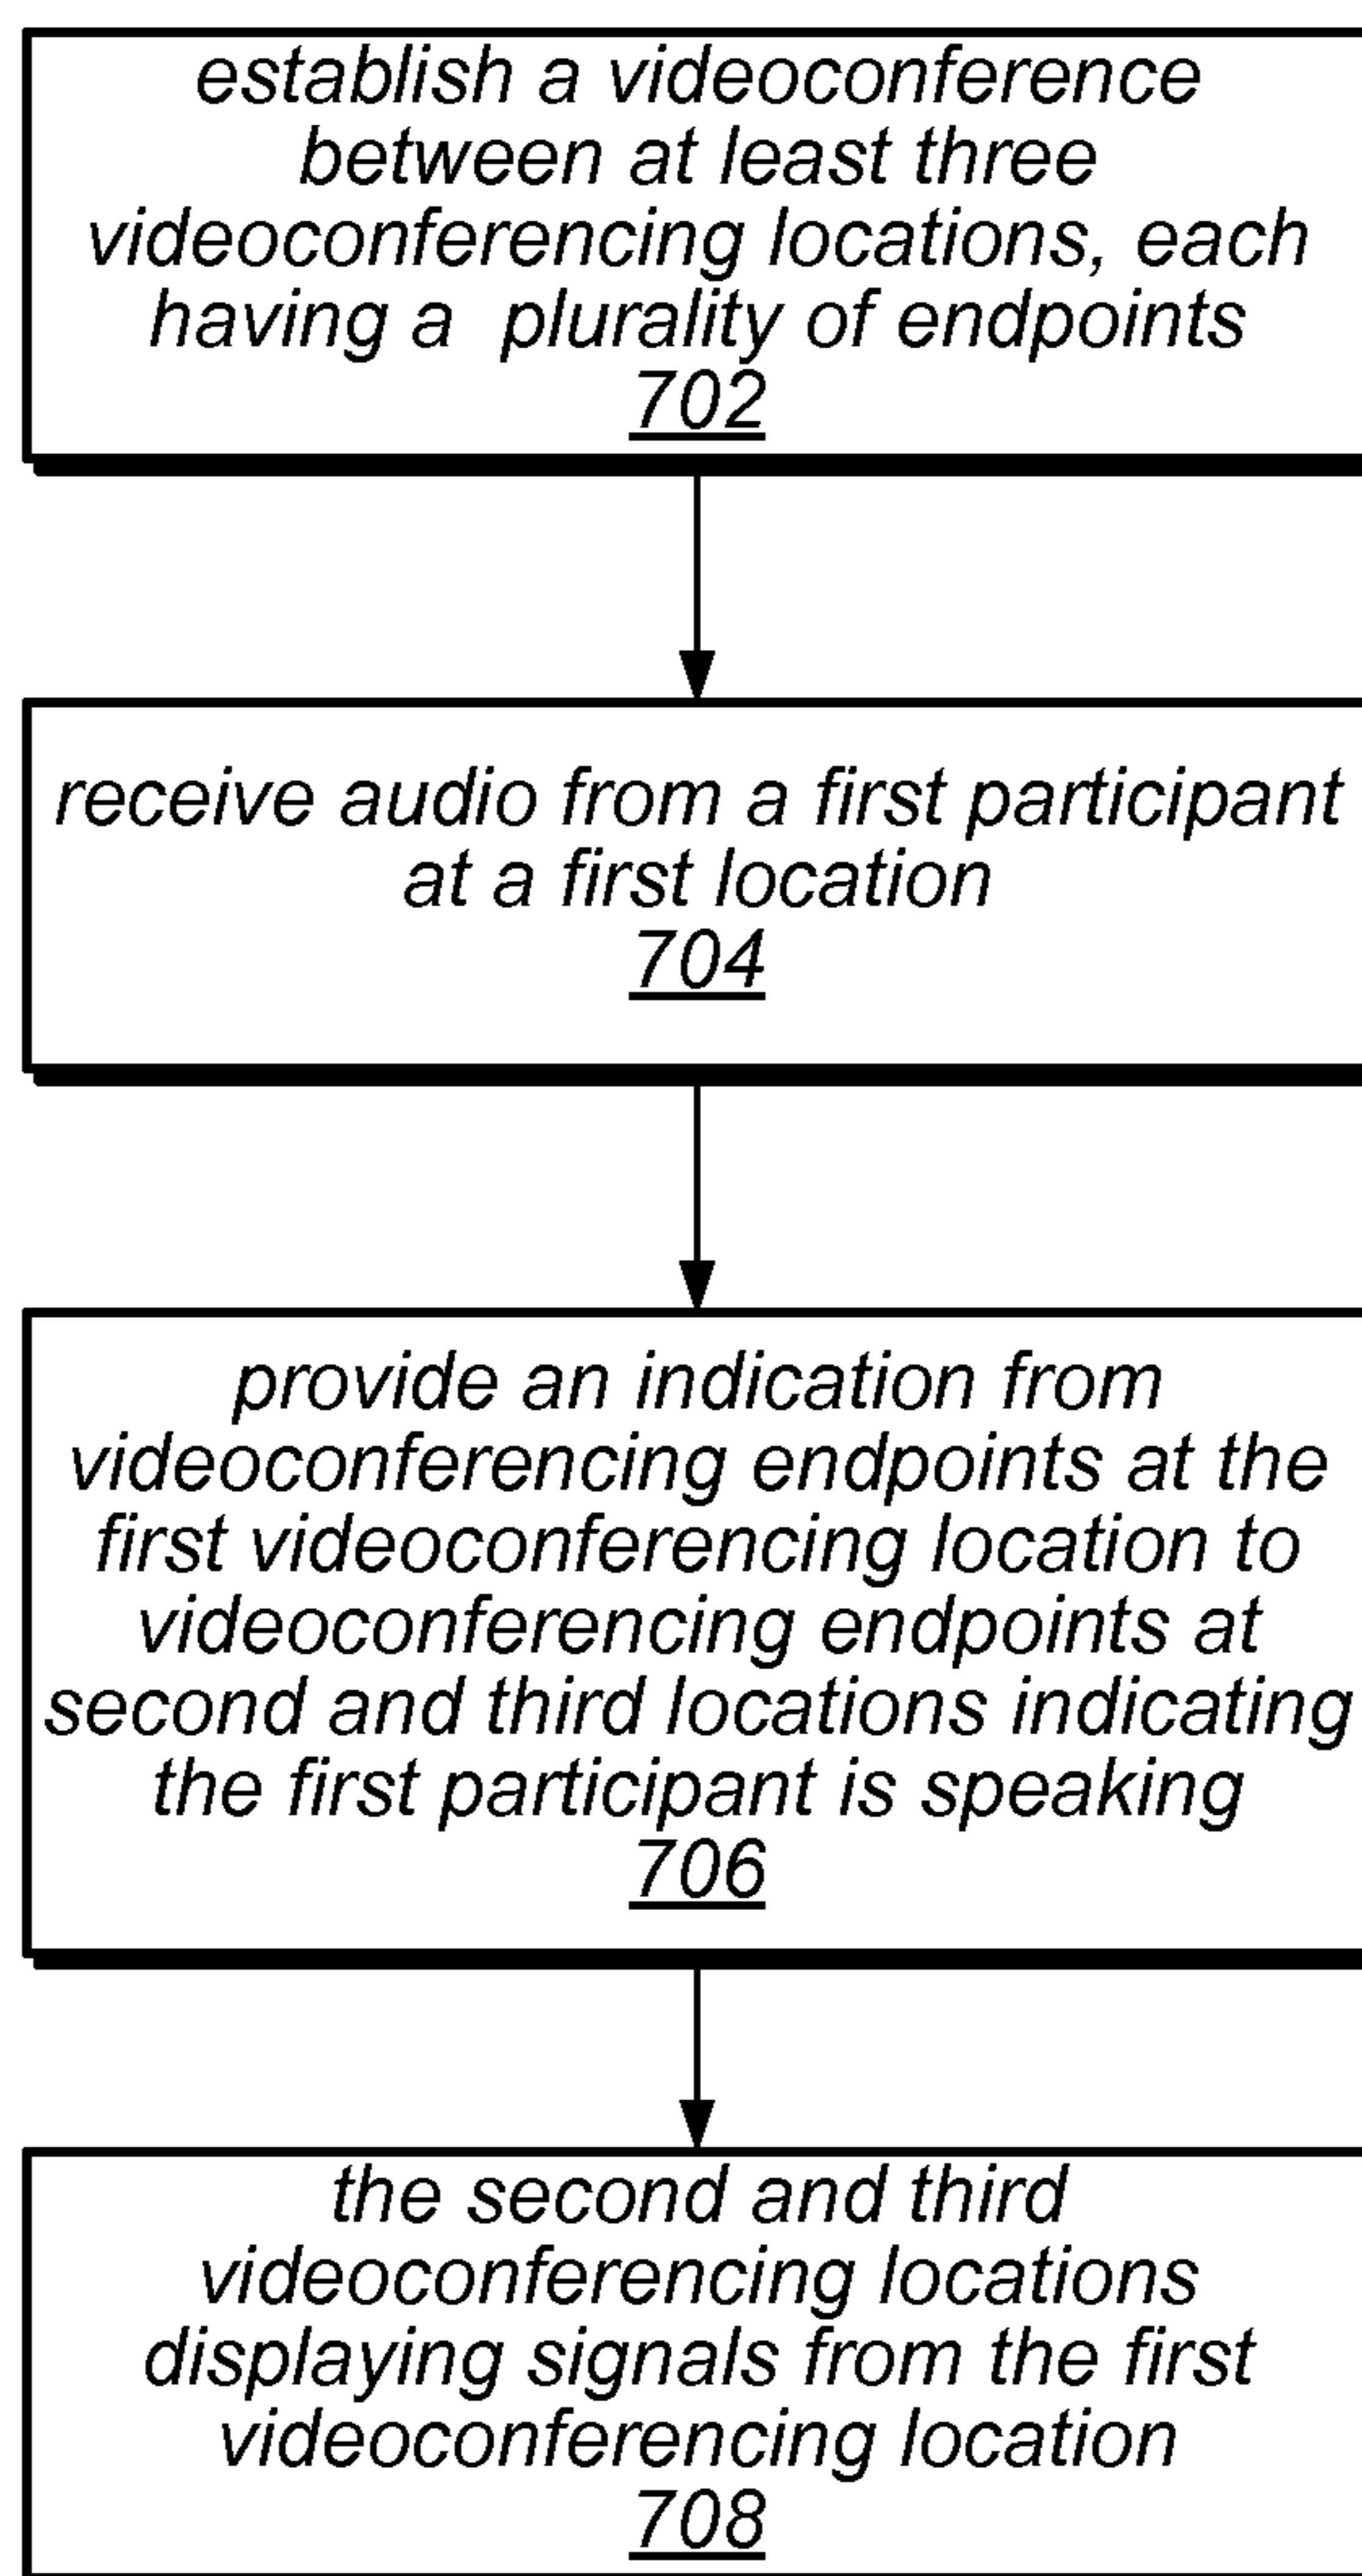 establish a videoconference
between at least three
videoconferencing locations, each
having a plurality of endpoints
702
receive audio from a first participant
at a first location
704
provide an indication from
videoconferencing endpoints at the
first videoconferencing location to
videoconferencing endpoints at
second and third locations indicating
the first participant is speaking
706
the second and third
videoconferencing locations
displaying signals from the first
videoconferencing location
708